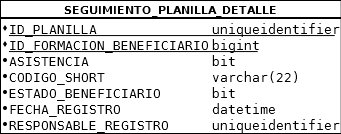 SEGUIMIENTO_PLANILLA_DETALLE
ID_PLANILLA uniqueidentifier
ID_FORMACION_BENEFICIARIO bigint
ASISTENCIA bit
CODIGO_SHORT varchar(22)
ESTADO_BENEFICIARIO bit
FECHA_REGISTRO datetime
RESPONSABLE_REGISTRO uniqueidentifier